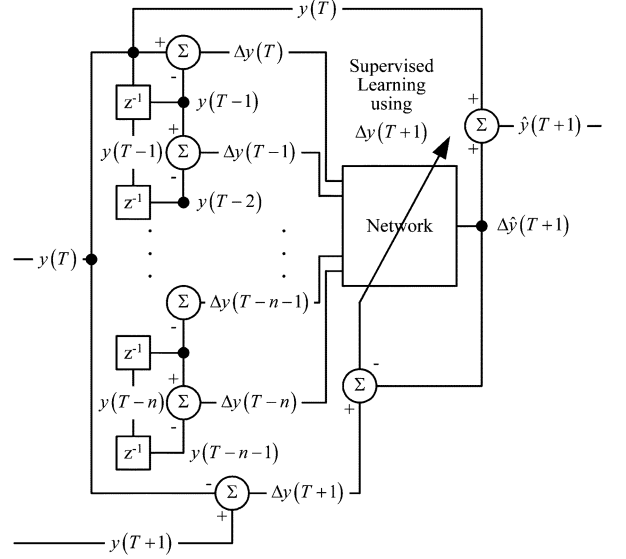 y(T)
+ Σ Δy(T)
-
Supervised
Learning
using
Δy(T+1)
z⁻¹ y(T−1)
+
y(T−1) Σ Δy(T−1)
-
+ Σ ŷ(T+1)
+
z⁻¹ y(T−2)
Network
Δŷ(T+1)
y(T)
Σ Δy(T−n−1)
-
z⁻¹
+
y(T−n) Σ Δy(T−n)
-
-
Σ
+
z⁻¹ y(T−n−1)
- Σ Δy(T+1)
+
y(T+1)